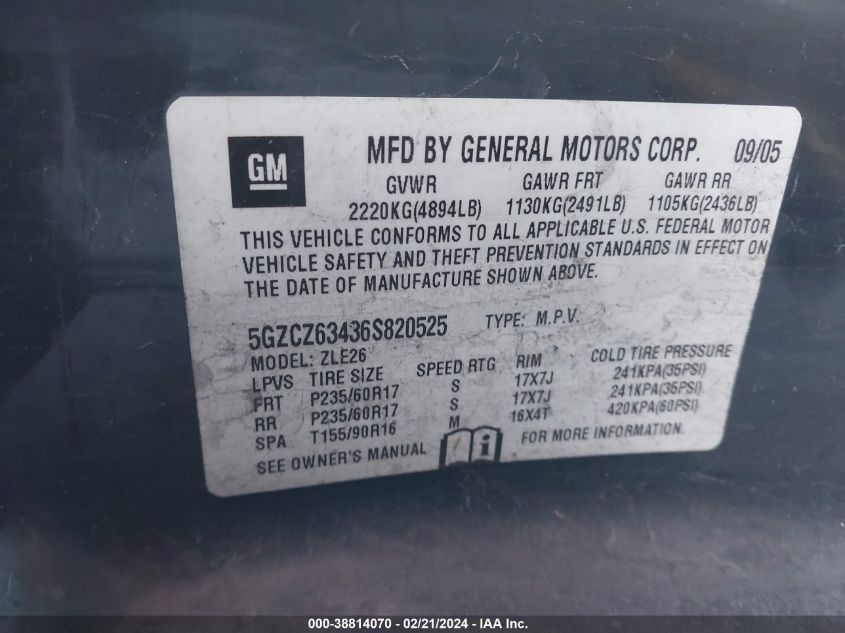 GM
MFD BY GENERAL MOTORS CORP. 09/05
GVWR GAWR FRT GAWR RR
2220KG(4894LB) 1130KG(2491LB) 1105KG(2436LB)
THIS VEHICLE CONFORMS TO ALL APPLICABLE U.S. FEDERAL MOTOR
VEHICLE SAFETY AND THEFT PREVENTION STANDARDS IN EFFECT ON
THE DATE OF MANUFACTURE SHOWN ABOVE.
5GZCZ63436S820525 TYPE: M.P.V.
MODEL: ZLE26
LPVS TIRE SIZE SPEED RTG RIM COLD TIRE PRESSURE
FRT P235/60R17 S 17X7J 241KPA(35PSI)
RR P235/60R17 S 17X7J 241KPA(35PSI)
SPA T155/90R16 M 16X4T 420KPA(60PSI)
SEE OWNER'S MANUAL i FOR MORE INFORMATION.
000-38814070 - 02/21/2024 - IAA Inc.